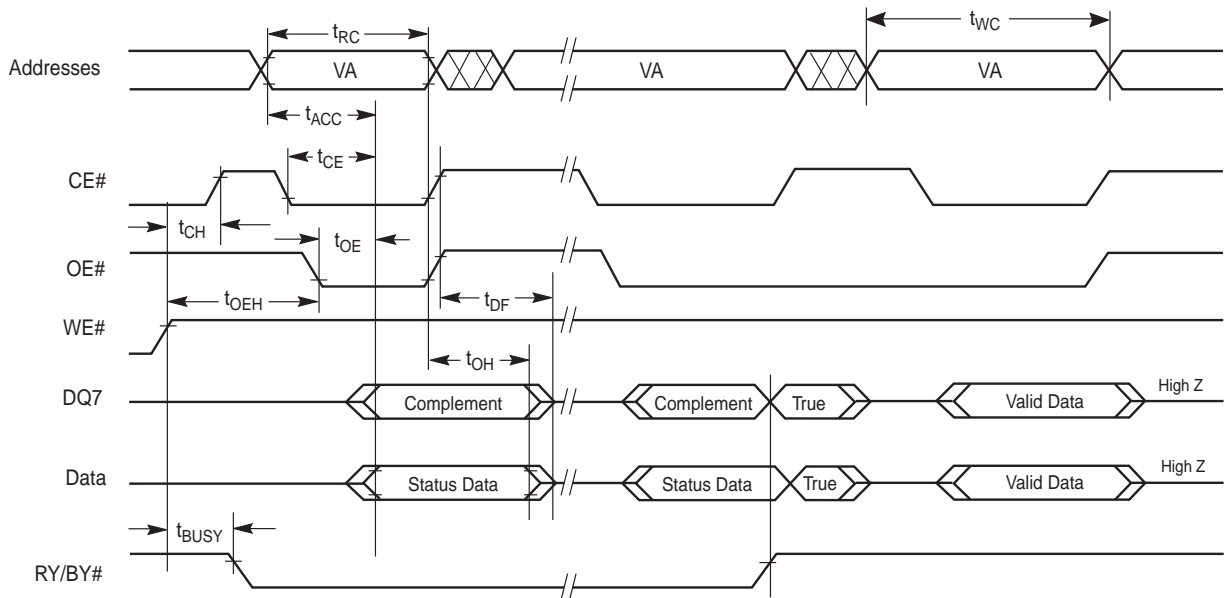 tRC
tWC
Addresses
VA
VA
VA
tACC
tCE
CE#
tCH
tOE
OE#
tOEH
tDF
WE#
tOH
DQ7
Complement
Complement
True
Valid Data
High Z
Data
Status Data
Status Data
True
Valid Data
High Z
tBUSY
RY/BY#